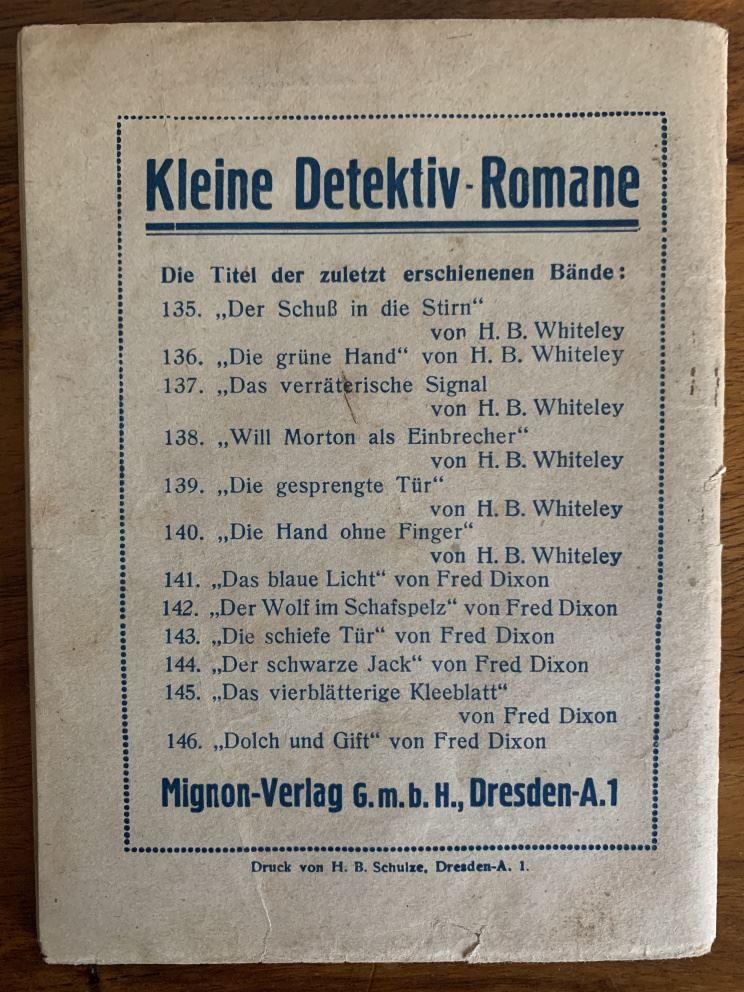 Kleine Detektiv-Romane
Die Titel der zuletzt erschienenen Bände:
135. „Der Schuß in die Stirn“
von H. B. Whiteley
136. „Die grüne Hand“ von H. B. Whiteley
137. „Das verräterische Signal
von H. B. Whiteley
138. „Will Morton als Einbrecher“
von H. B. Whiteley
139. „Die gesprengte Tür“
von H. B. Whiteley
140. „Die Hand ohne Finger“
von H. B. Whiteley
141. „Das blaue Licht“ von Fred Dixon
142. „Der Wolf im Schafspelz“ von Fred Dixon
143. „Die schiefe Tür“ von Fred Dixon
144. „Der schwarze Jack“ von Fred Dixon
145. „Das vierblätterige Kleeblatt“
von Fred Dixon
146. „Dolch und Gift“ von Fred Dixon
Mignon-Verlag G.m.b.H., Dresden-A.1
Druck von H. B. Schulze, Dresden-A. 1.